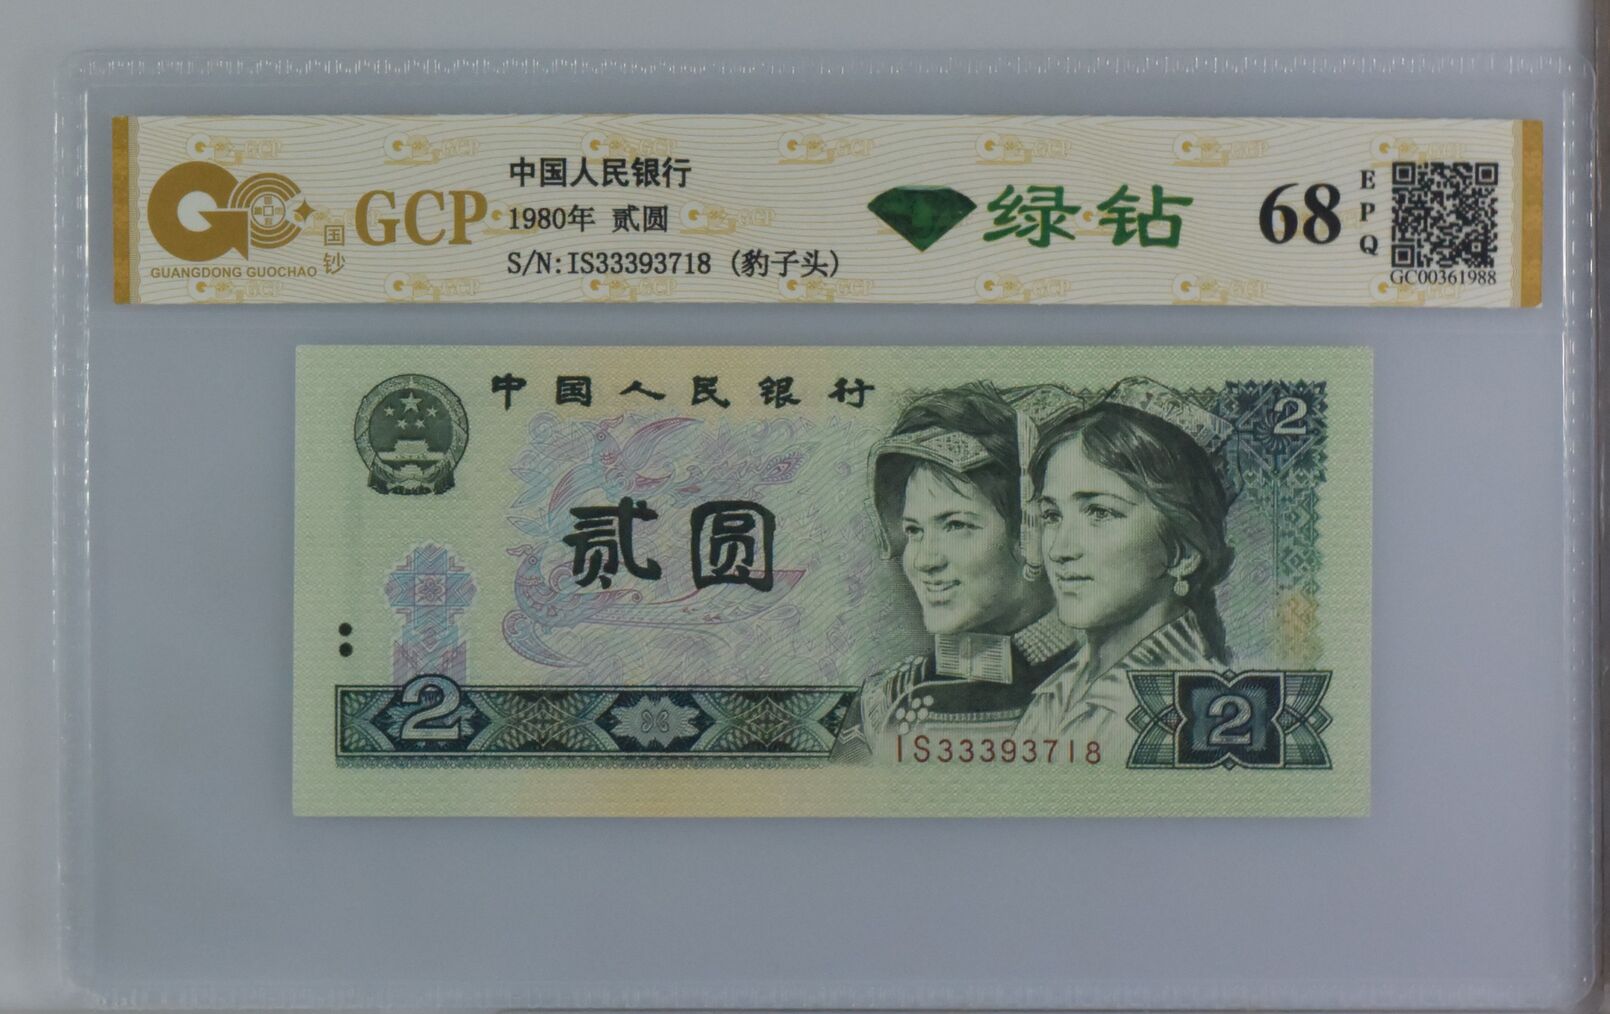 中国人民银行
1980年 贰圆
S/N:IS33393718 (豹子头)
GCP
国钞
GUANGDONG GUOCHAO
绿钻
68
EPQ
GC00361988
中国人民银行
2
贰圆
2
IS33393718
2